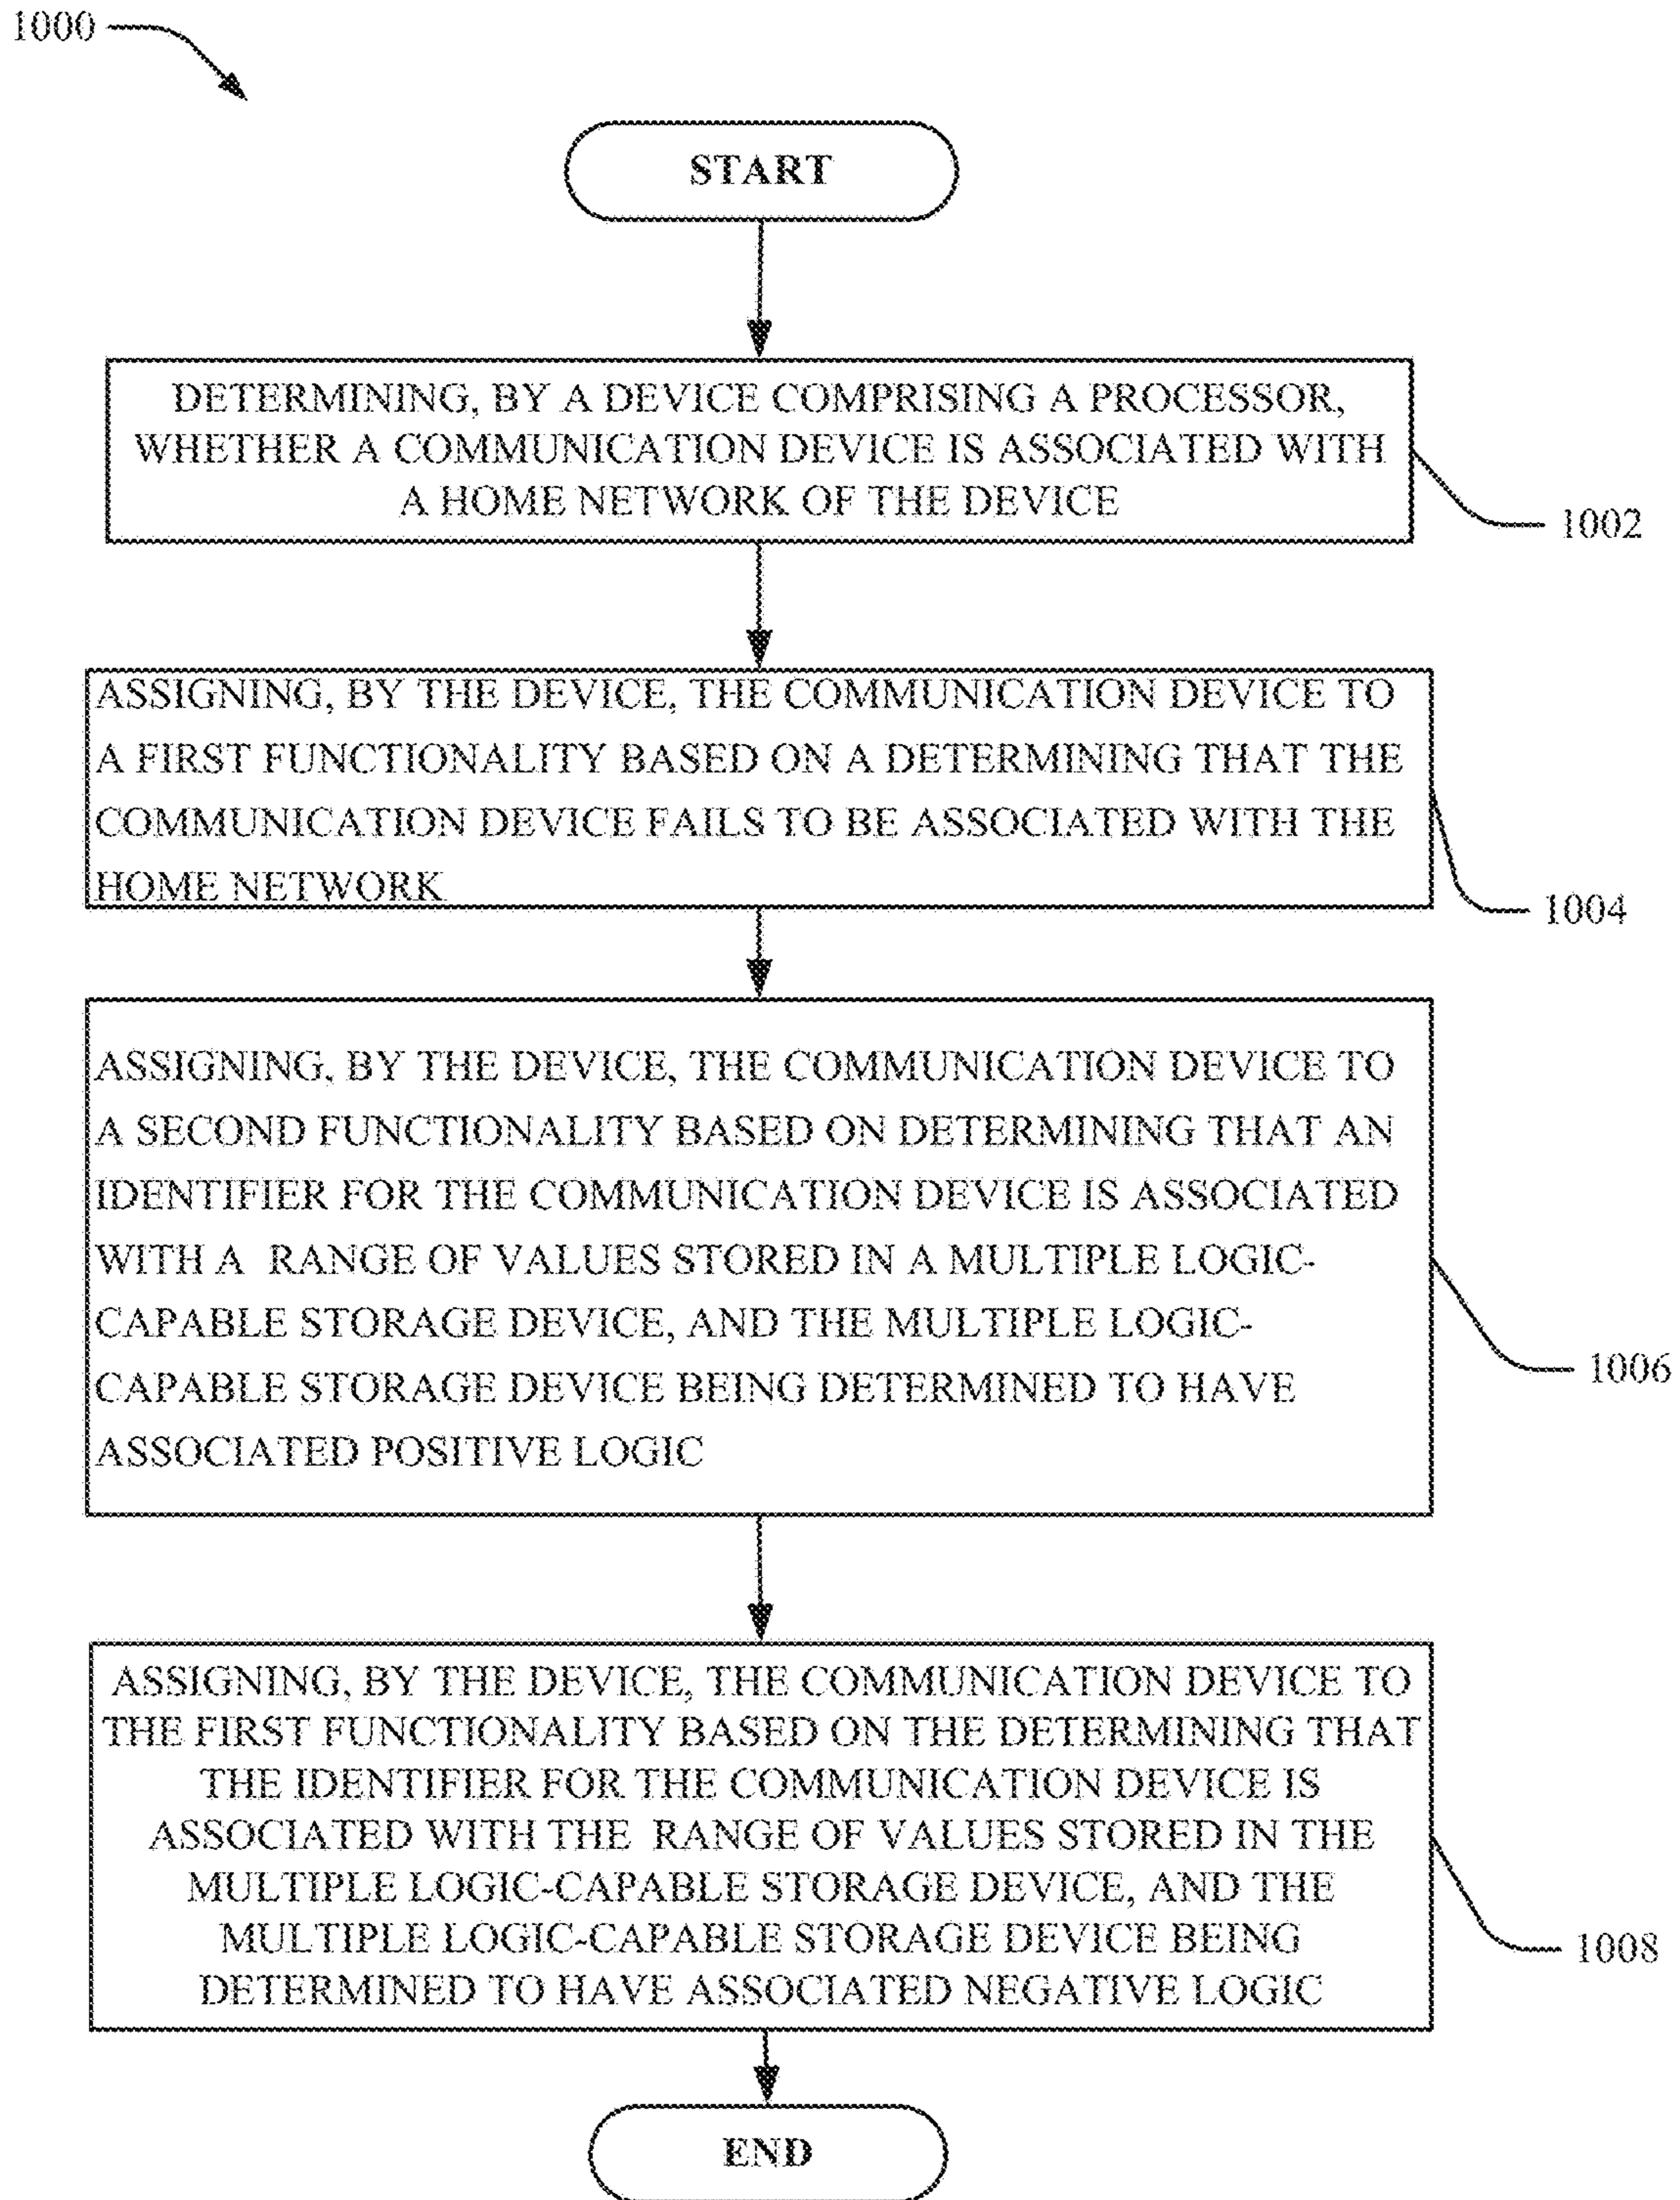 1000
START
DETERMINING, BY A DEVICE COMPRISING A PROCESSOR,
WHETHER A COMMUNICATION DEVICE IS ASSOCIATED WITH
A HOME NETWORK OF THE DEVICE
1002
ASSIGNING, BY THE DEVICE, THE COMMUNICATION DEVICE TO
A FIRST FUNCTIONALITY BASED ON A DETERMINING THAT THE
COMMUNICATION DEVICE FAILS TO BE ASSOCIATED WITH THE
HOME NETWORK
1004
ASSIGNING, BY THE DEVICE, THE COMMUNICATION DEVICE TO
A SECOND FUNCTIONALITY BASED ON DETERMINING THAT AN
IDENTIFIER FOR THE COMMUNICATION DEVICE IS ASSOCIATED
WITH A RANGE OF VALUES STORED IN A MULTIPLE LOGIC-
CAPABLE STORAGE DEVICE, AND THE MULTIPLE LOGIC-
CAPABLE STORAGE DEVICE BEING DETERMINED TO HAVE
ASSOCIATED POSITIVE LOGIC
1006
ASSIGNING, BY THE DEVICE, THE COMMUNICATION DEVICE TO
THE FIRST FUNCTIONALITY BASED ON THE DETERMINING THAT
THE IDENTIFIER FOR THE COMMUNICATION DEVICE IS
ASSOCIATED WITH THE RANGE OF VALUES STORED IN THE
MULTIPLE LOGIC-CAPABLE STORAGE DEVICE, AND THE
MULTIPLE LOGIC-CAPABLE STORAGE DEVICE BEING
DETERMINED TO HAVE ASSOCIATED NEGATIVE LOGIC
1008
END